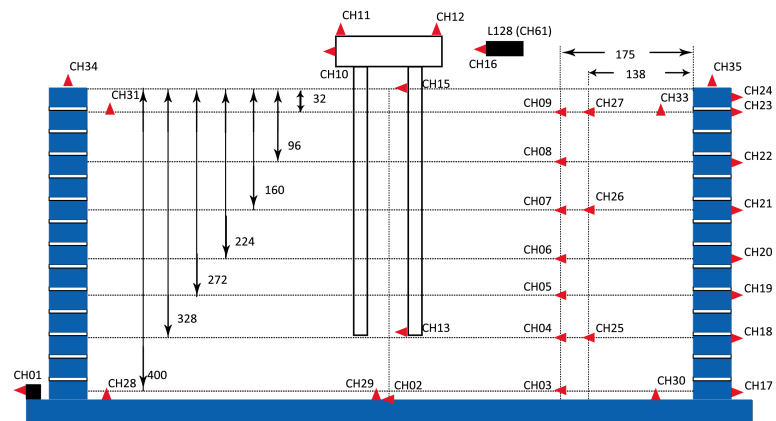 CH11
CH12
L128 (CH61)
CH16
175
138
CH34
CH10
CH15
CH35
CH24
CH31
32
CH09
CH27
CH33
CH23
96
CH08
CH22
160
CH07
CH26
CH21
224
CH06
CH20
272
CH05
CH19
328
CH13
CH04
CH25
CH18
CH01
400
CH28
CH29
CH02
CH03
CH30
CH17